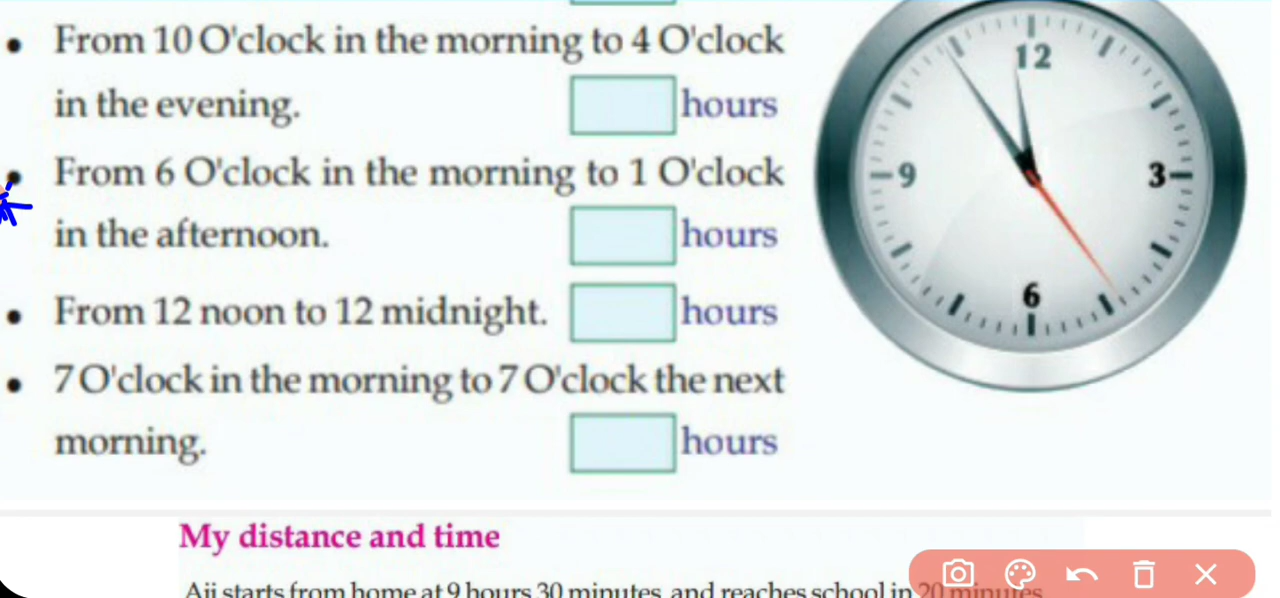 • From 10 O'clock in the morning to 4 O'clock
in the evening. hours
• From 6 O'clock in the morning to 1 O'clock
in the afternoon. hours
• From 12 noon to 12 midnight. hours
• 7 O'clock in the morning to 7 O'clock the next
morning. hours
12
9
3
6
My distance and time
Aji starts from home at 9 hours 30 minutes and reaches school in 20 minutes